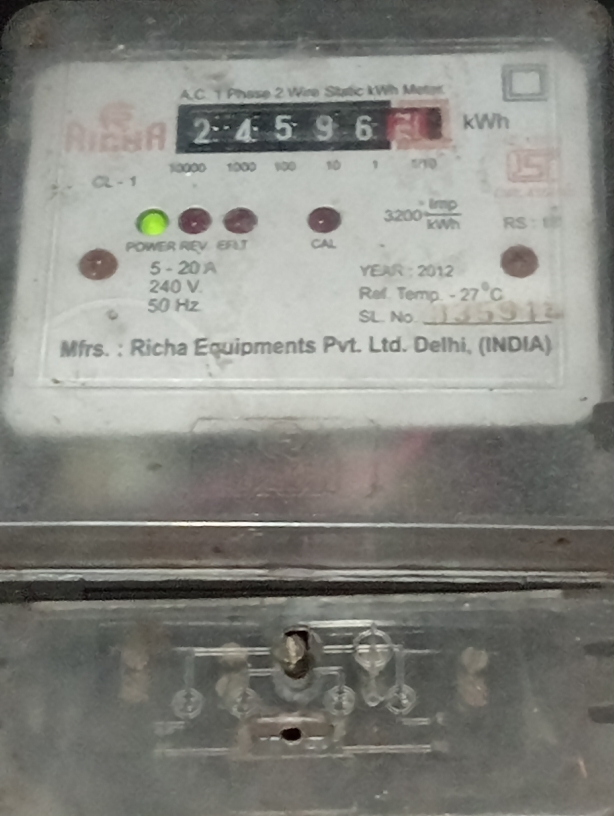 A.C. 1 Phase 2 Wire Static kWh Meter
RICHA
2 4 5 9 6
kWh
10000 1000 100 10 1 1/10
CL - 1
3200 Imp/kWh
POWER REV EFLT CAL
5 - 20 A
240 V.
50 Hz
YEAR : 2012
Ref. Temp. - 27°C
SL. No.
Mfrs. : Richa Equipments Pvt. Ltd. Delhi, (INDIA)